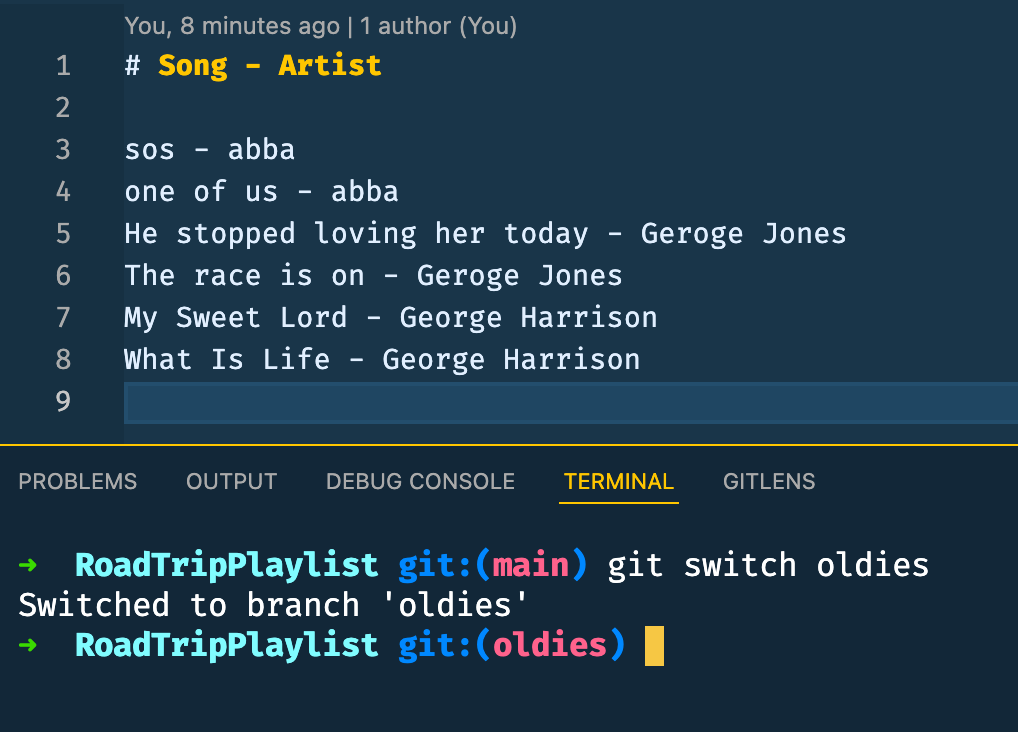 You, 8 minutes ago | 1 author (You)
1 # Song - Artist
2
3 sos - abba
4 one of us - abba
5 He stopped loving her today - Geroge Jones
6 The race is on - Geroge Jones
7 My Sweet Lord - George Harrison
8 What Is Life - George Harrison
9
PROBLEMS OUTPUT DEBUG CONSOLE TERMINAL GITLENS
➜ RoadTripPlaylist git:(main) git switch oldies
Switched to branch 'oldies'
➜ RoadTripPlaylist git:(oldies)